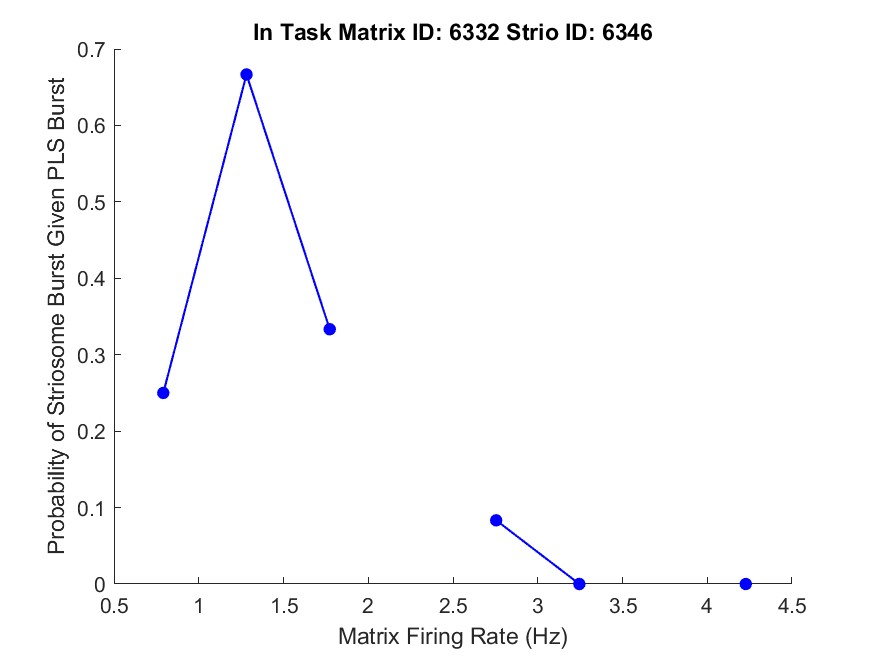 In Task Matrix ID: 6332 Strio ID: 6346
Probability of Striosome Burst Given PLS Burst
0.7
0.6
0.5
0.4
0.3
0.2
0.1
0
0.5 1 1.5 2 2.5 3 3.5 4 4.5
Matrix Firing Rate (Hz)